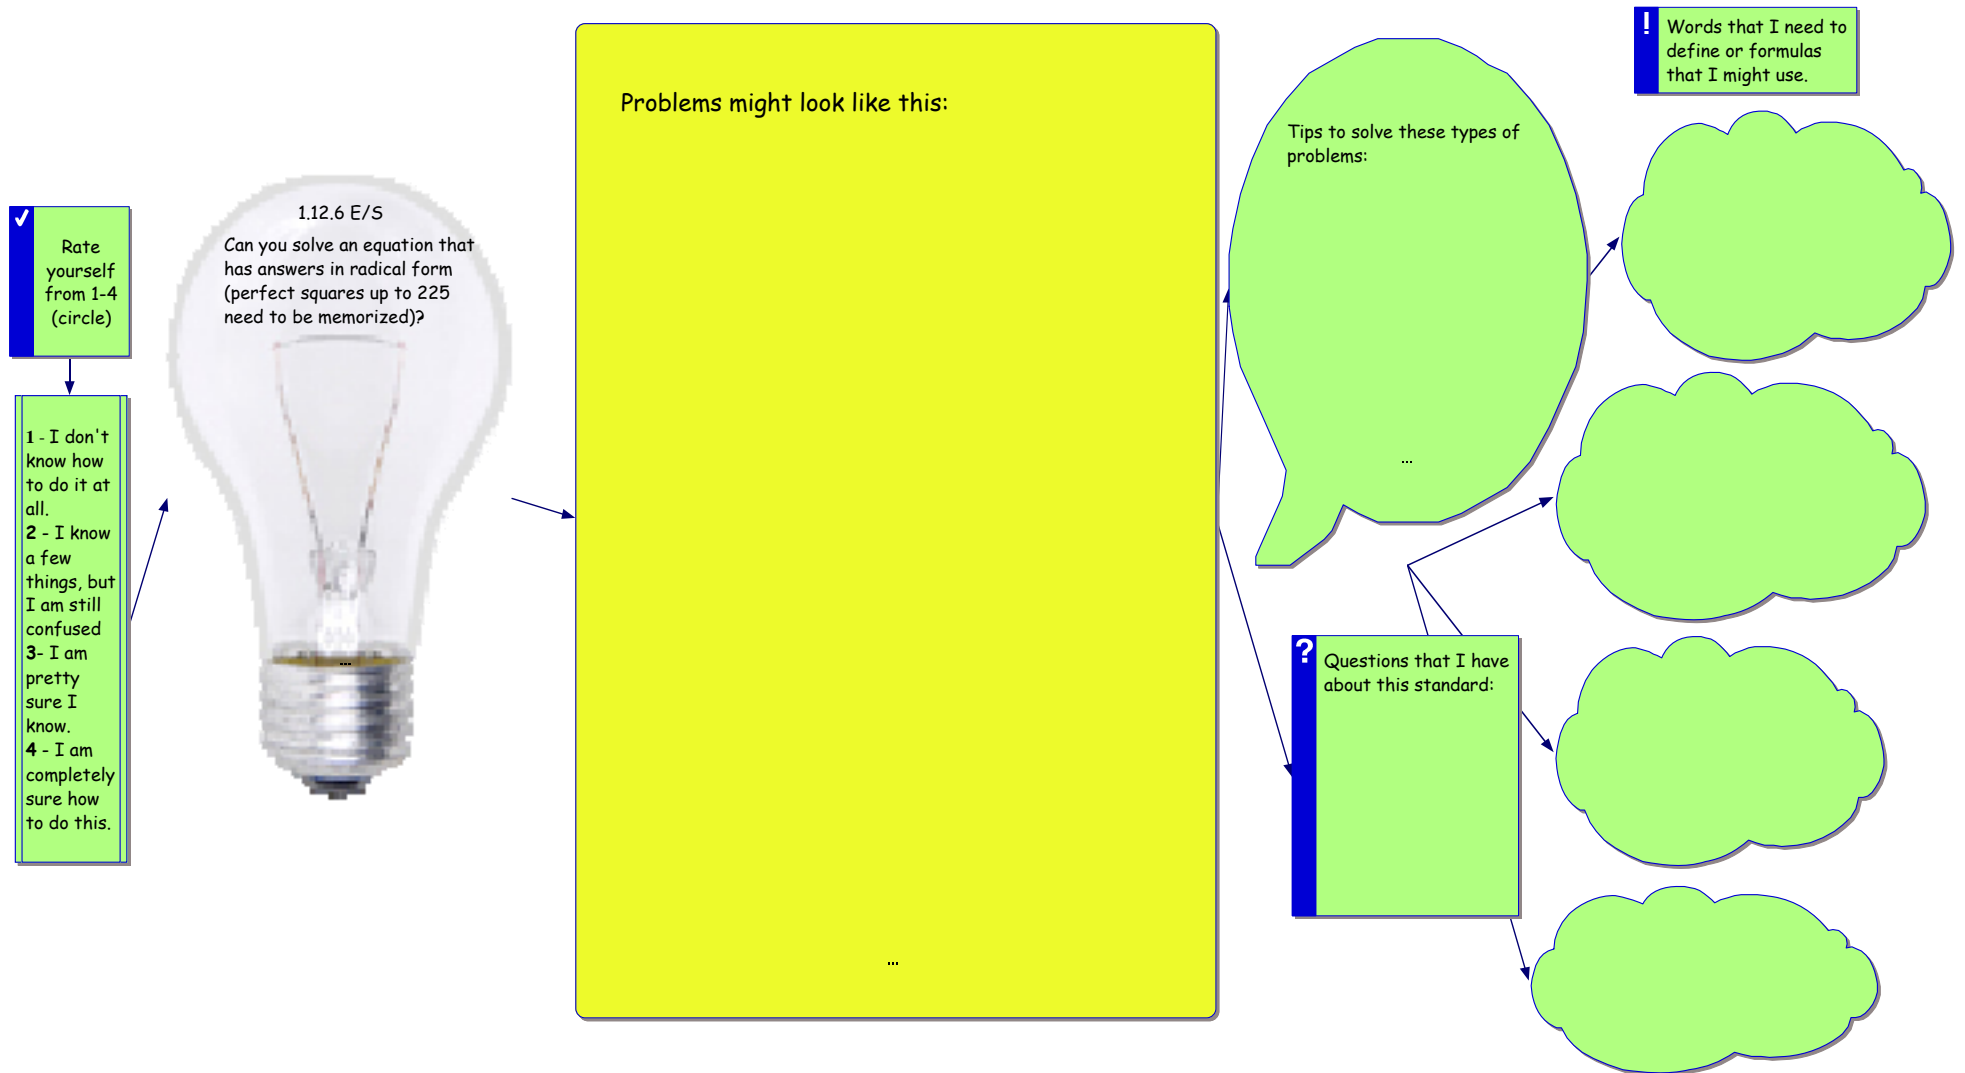 ✓
Rate
yourself
from 1-4
(circle)
1 - I don't
know how
to do it at
all.
2 - I know
a few
things, but
I am still
confused
3- I am
pretty
sure I
know.
4 - I am
completely
sure how
to do this.
1.12.6 E/S
Can you solve an equation that
has answers in radical form
(perfect squares up to 225
need to be memorized)?
...
Problems might look like this:
...
Tips to solve these types of
problems:
...
?
Questions that I have
about this standard:
!
Words that I need to
define or formulas
that I might use.